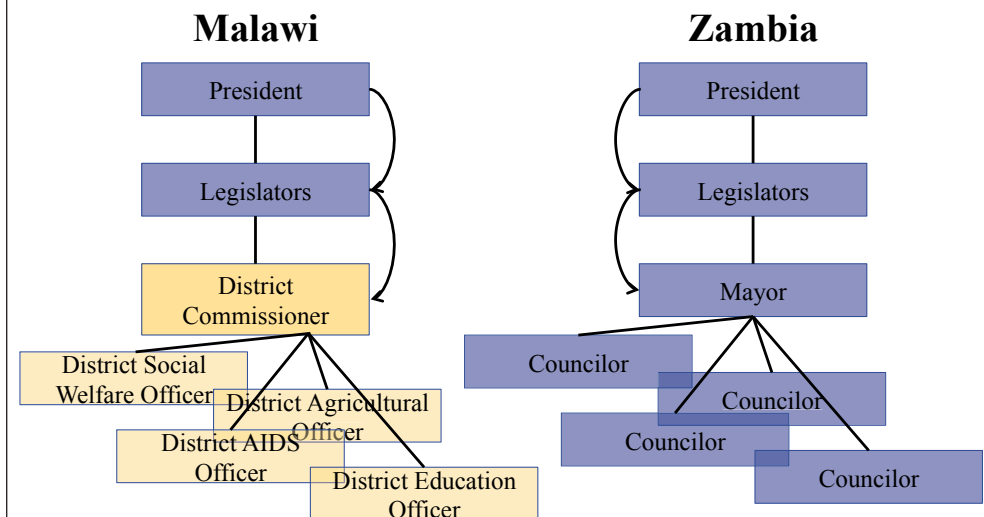 Malawi
President
Legislators
District
Commissioner
District Social
Welfare Officer
District Agricultural
Officer
District AIDS
Officer
District Education
Officer
Zambia
President
Legislators
Mayor
Councilor
Councilor
Councilor
Councilor